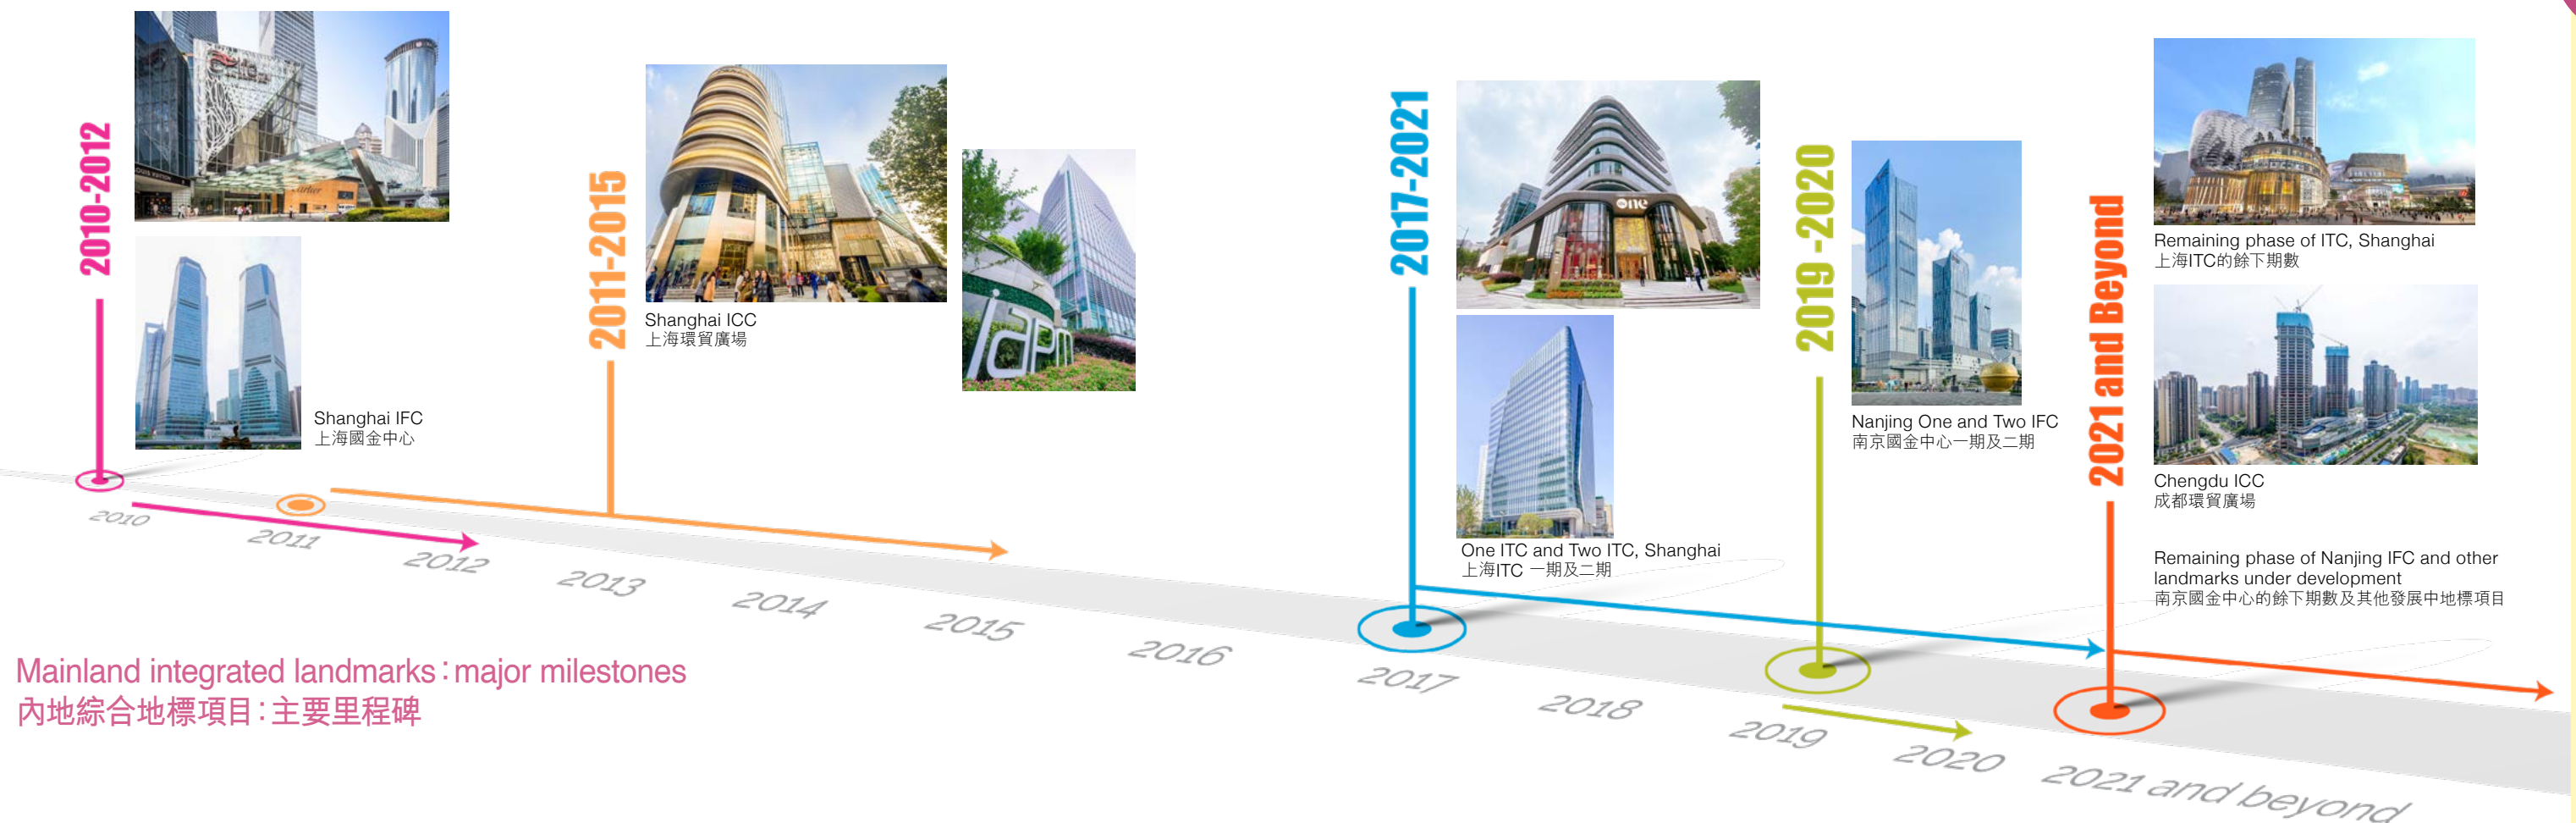 2010-2012
LOUIS VUITTON
Cartier
Shanghai IFC
上海國金中心
2011-2015
Shanghai ICC
上海環貿廣場
iapm
2017-2021
One
One ITC and Two ITC, Shanghai
上海ITC 一期及二期
2019 -2020
Nanjing One and Two IFC
南京國金中心一期及二期
2021 and Beyond
Remaining phase of ITC, Shanghai
上海ITC的餘下期數
Chengdu ICC
成都環貿廣場
Remaining phase of Nanjing IFC and other
landmarks under development
南京國金中心的餘下期數及其他發展中地標項目
2010
2011
2012
2013
2014
2015
2016
2017
2018
2019
2020
2021 and beyond
Mainland integrated landmarks : major milestones
內地綜合地標項目 : 主要里程碑